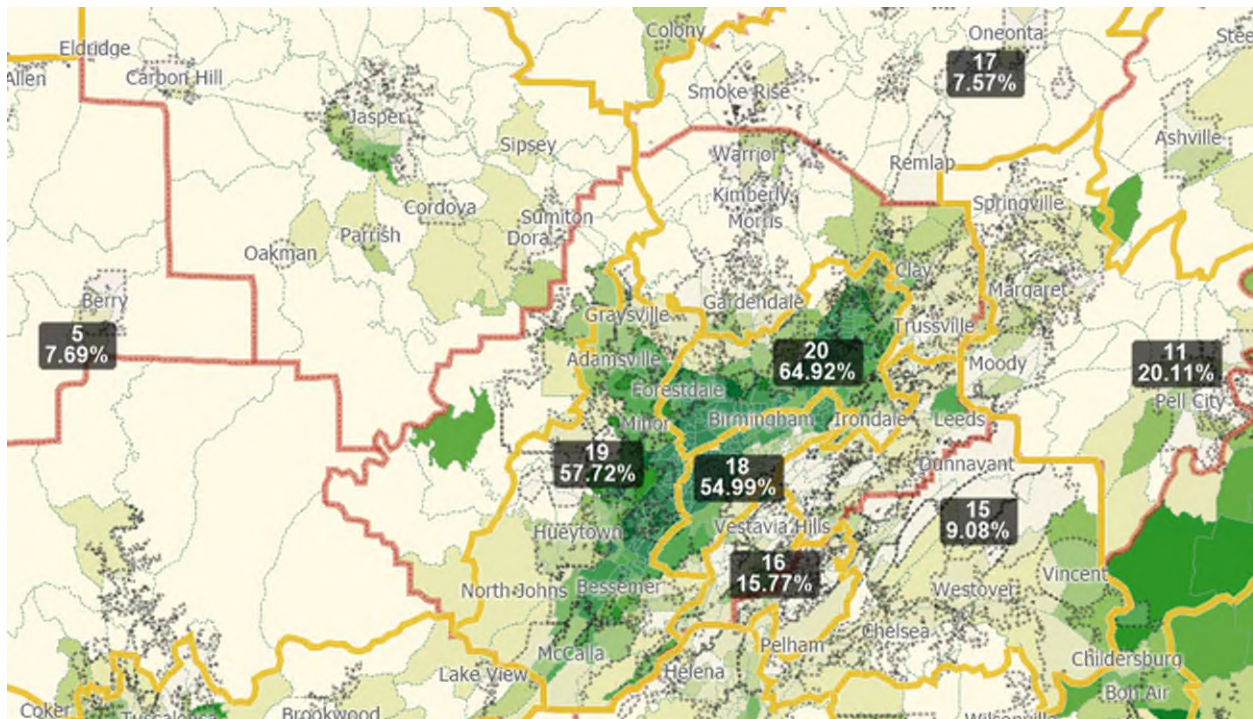 Colony
Oneonta
17
7.57%
Eldridge
Allen
Carbon Hill
Smoke Rise
Jasper
Ashville
Sipsey
Warrior
Remlap
Kimberly
Morris
Cordova
Sumiton
Springville
Parrish
Dora
Oakman
Clay
Berry
Margaret
Gardendale
Graysville
Trussville
5
7.69%
20
64.92%
11
20.11%
Adamsville
Moody
Forestdale
Pell City
Minor
Birmingham
Irondale
Leeds
19
57.72%
18
54.99%
Dunnavant
15
9.08%
Hueytown
Vestavia Hills
16
15.77%
North Johns
Bessemer
Westover
Vincent
Chelsea
McCalla
Pelham
Childersburg
Lake View
Helena
Bon Air
Coker
Brookwood